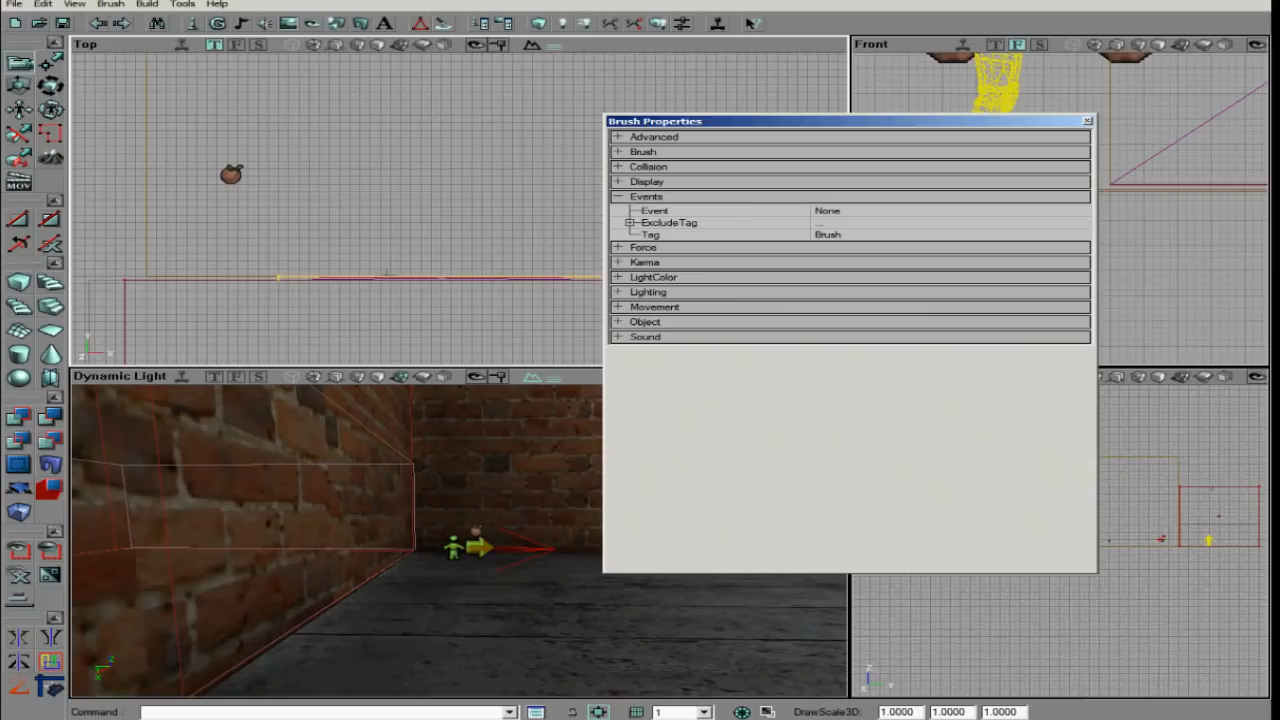 File Edit View Brush Build Tools Help
Top
T F S
Front
T F S
Brush Properties
Advanced
Brush
Collision
Display
Events
Event None
ExcludeTag ...
Tag Brush
Force
Karma
LightColor
Lighting
Movement
Object
Sound
Dynamic Light
T F S
MOV
Command :
1
DrawScale3D: 1.0000 1.0000 1.0000